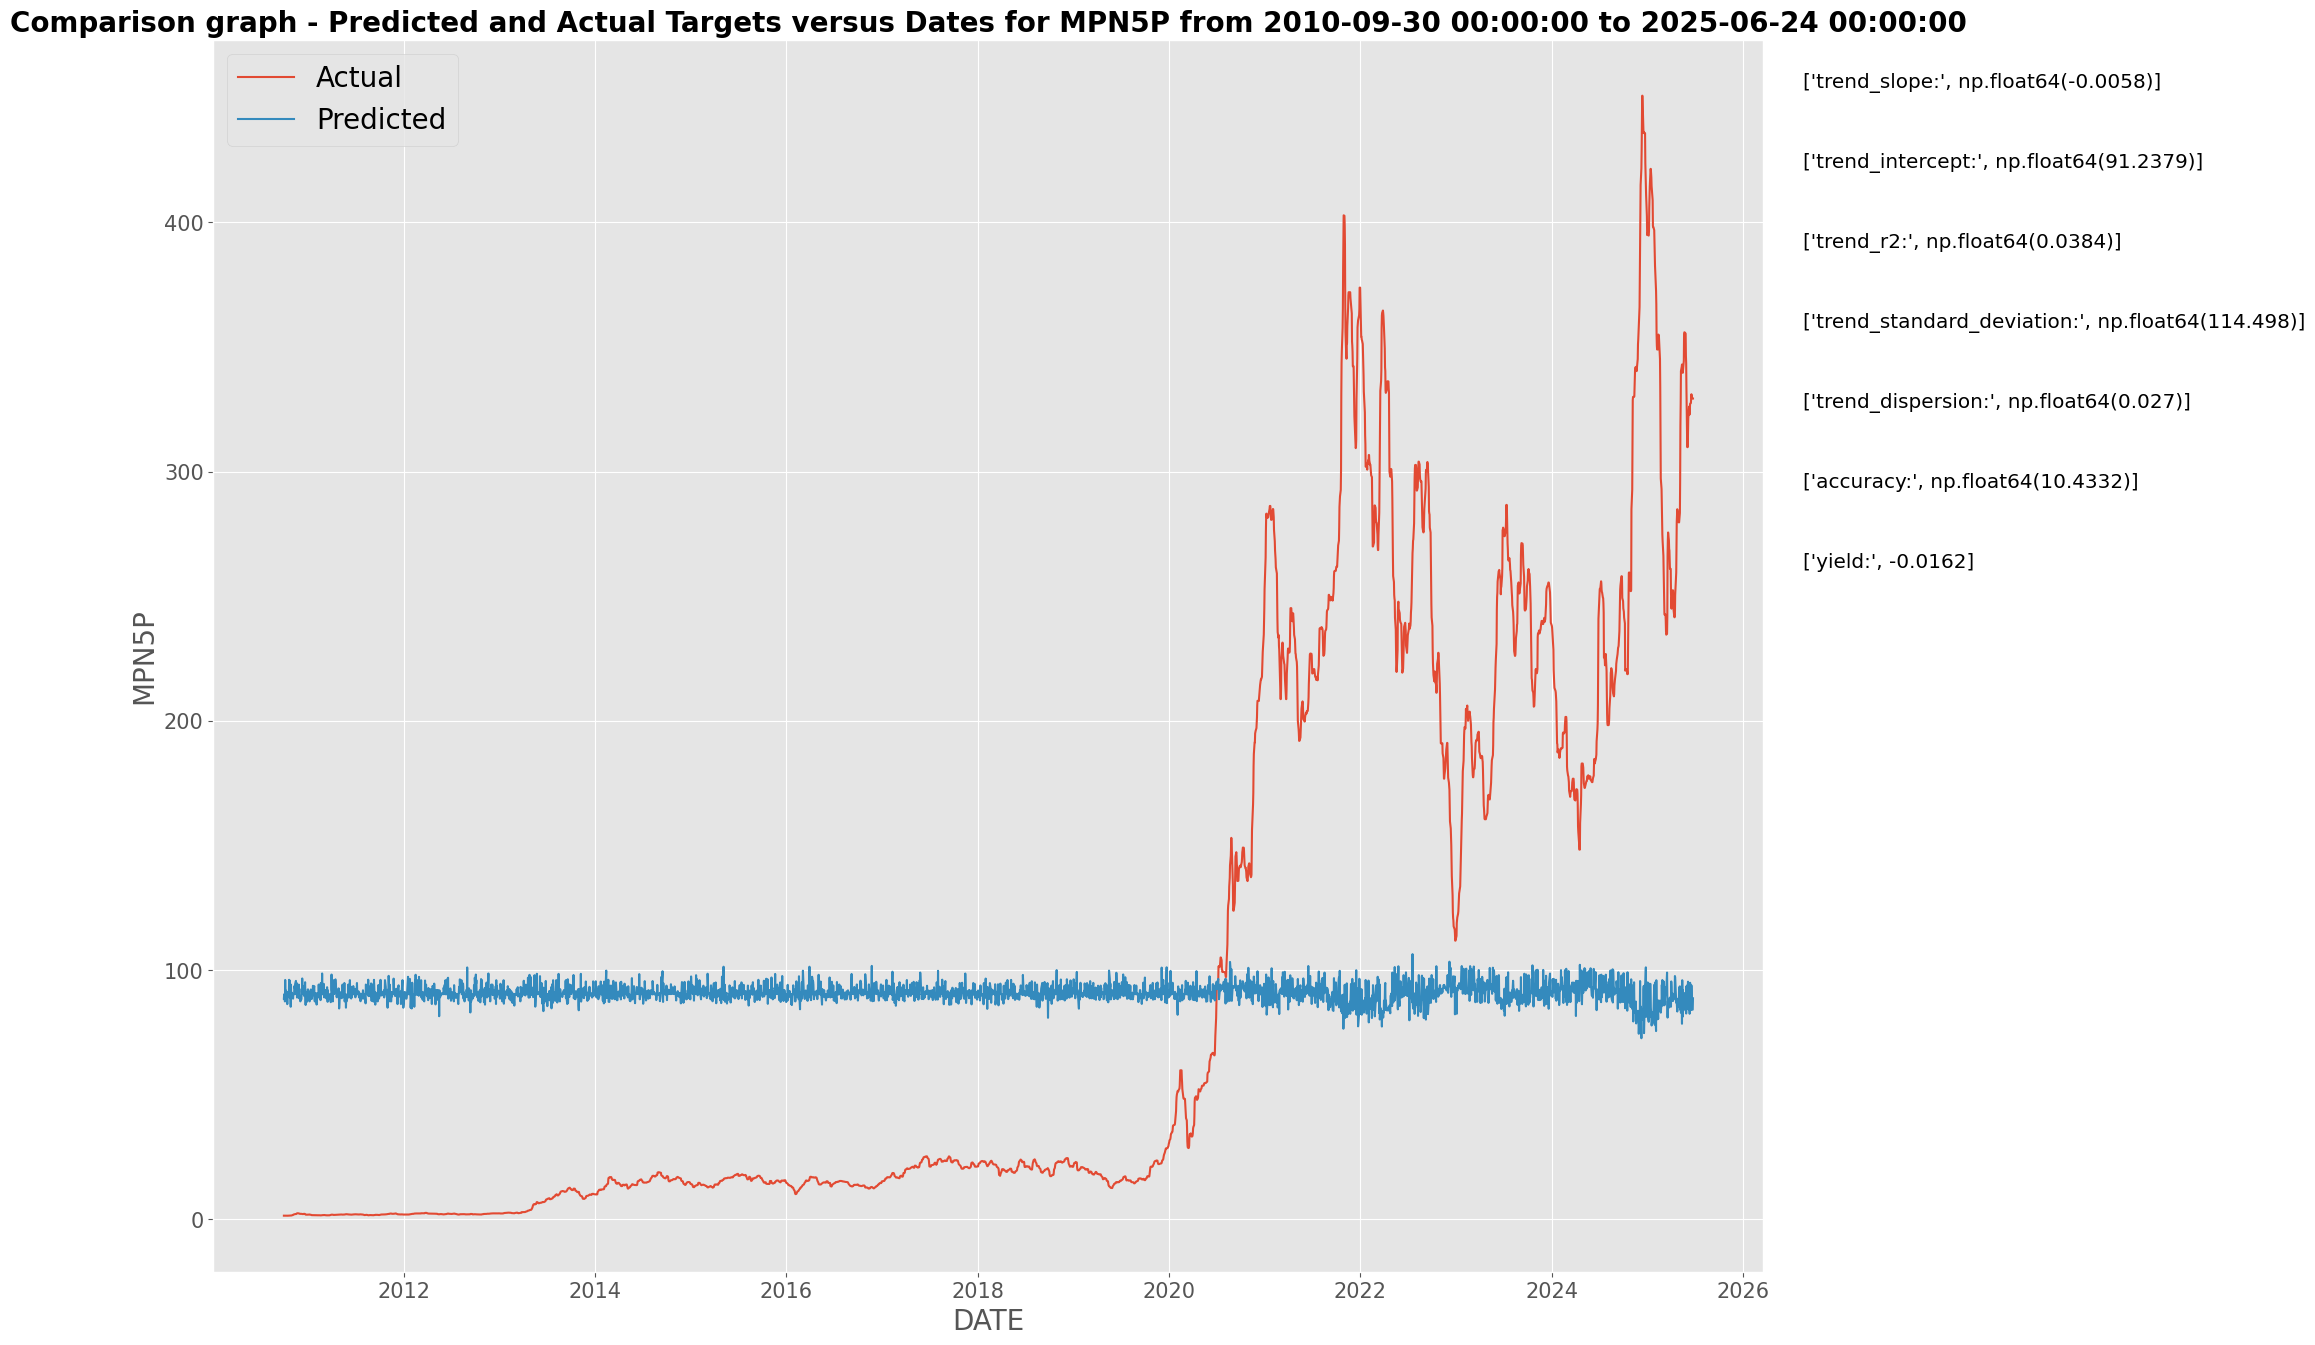 Comparison graph - Predicted and Actual Targets versus Dates for MPN5P from 2010-09-30 00:00:00 to 2025-06-24 00:00:00
Actual
Predicted
['trend_slope:', np.float64(-0.0058)]
['trend_intercept:', np.float64(91.2379)]
['trend_r2:', np.float64(0.0384)]
['trend_standard_deviation:', np.float64(114.498)]
['trend_dispersion:', np.float64(0.027)]
['accuracy:', np.float64(10.4332)]
['yield:', -0.0162]
MPN5P
400
300
200
100
0
2012 2014 2016 2018 2020 2022 2024 2026
DATE